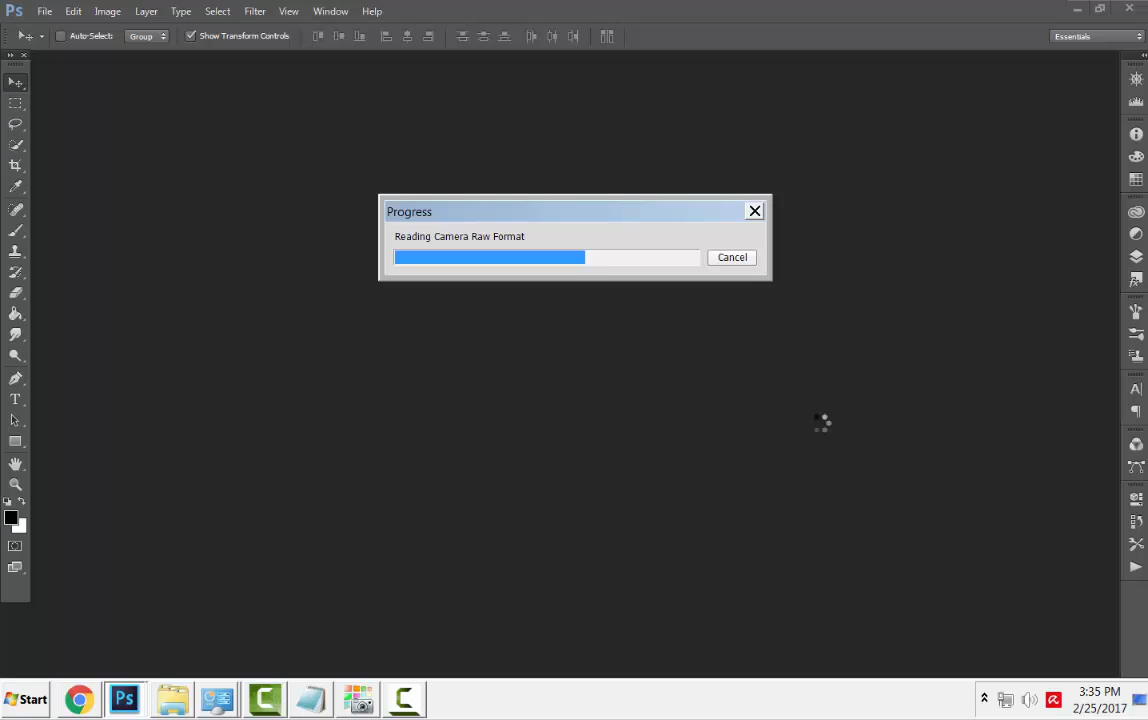 Ps File Edit Image Layer Type Select Filter View Window Help
Auto-Select: Group Show Transform Controls Essentials
Progress
Reading Camera Raw Format
Cancel
T
A
Start Ps C C 3:35 PM
2/25/2017